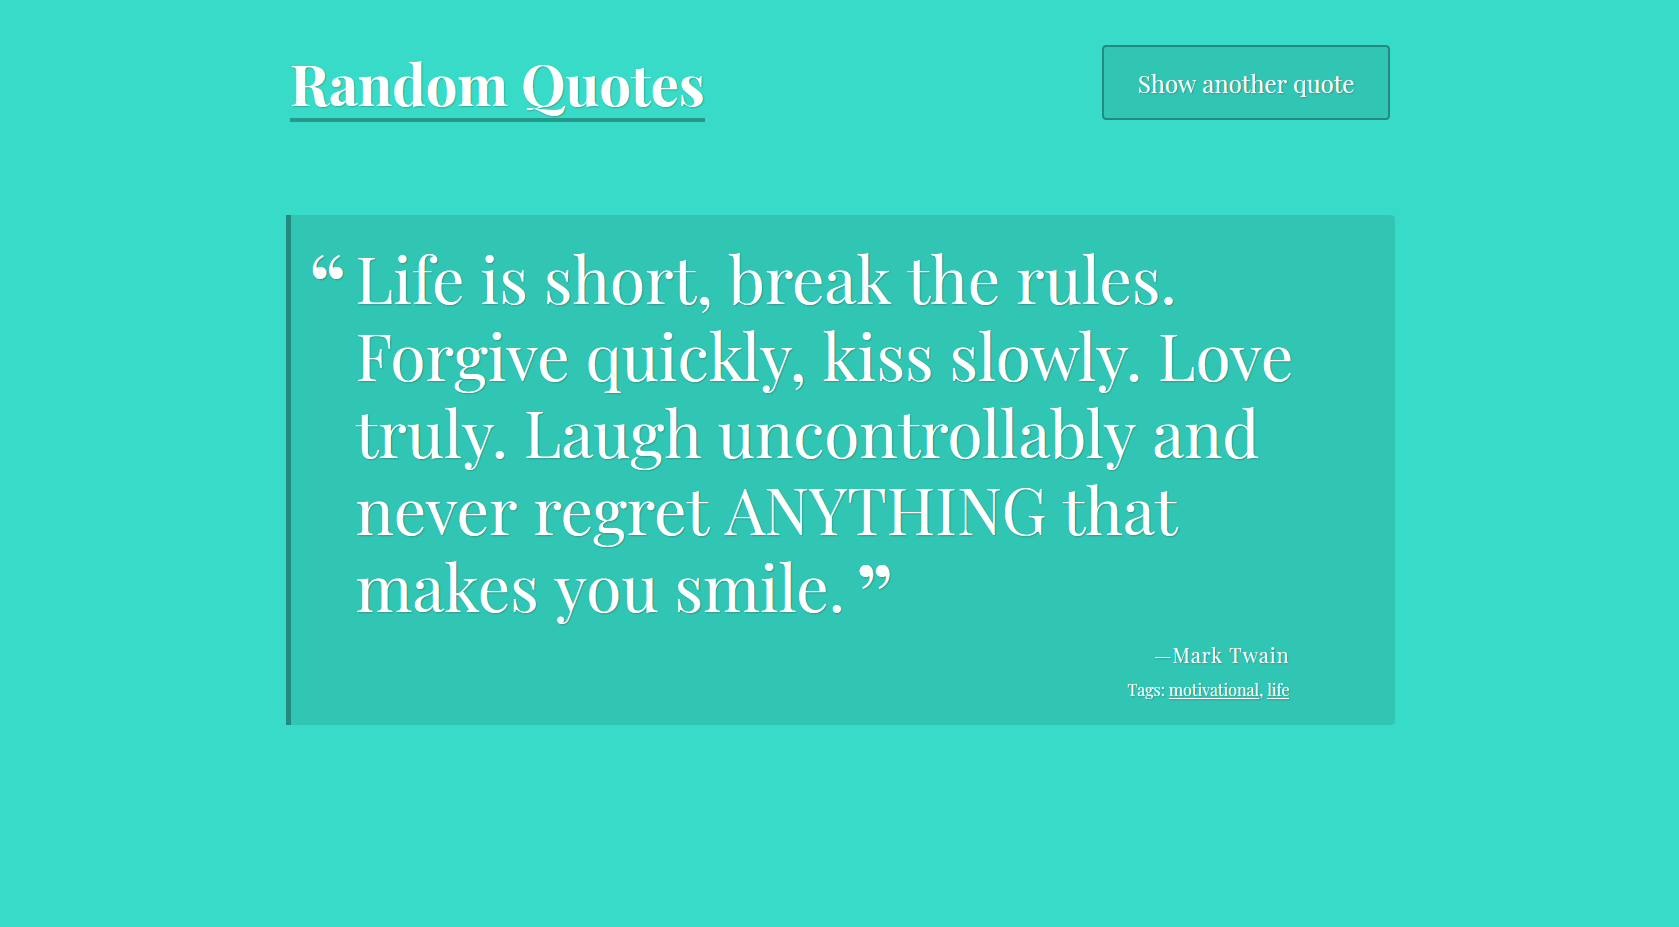 Random Quotes
Show another quote
“Life is short, break the rules.
Forgive quickly, kiss slowly. Love
truly. Laugh uncontrollably and
never regret ANYTHING that
makes you smile.”
—Mark Twain
Tags: motivational, life